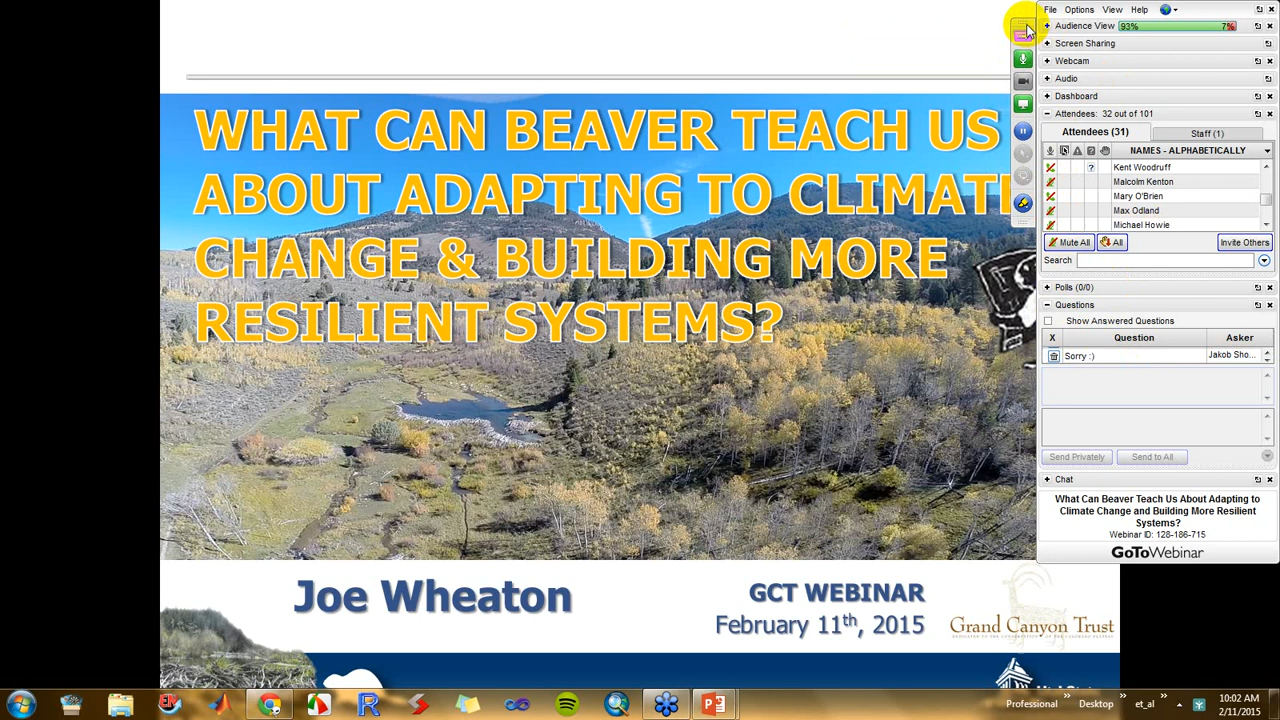 File Options View Help
Audience View 93% 7%
Screen Sharing
Webcam
Audio
Dashboard
Attendees: 32 out of 101
Attendees (31) Staff (1)
NAMES - ALPHABETICALLY
Kent Woodruff
Malcolm Kenton
Mary O'Brien
Max Odland
Michael Howie
Mute All All Invite Others
Search
Polls (0/0)
Questions
Show Answered Questions
X Question Asker
Sorry :) Jakob Sho...
Send Privately Send to All
Chat
What Can Beaver Teach Us About Adapting to
Climate Change and Building More Resilient
Systems?
Webinar ID: 128-186-715
GoToWebinar
WHAT CAN BEAVER TEACH US
ABOUT ADAPTING TO CLIMAT
CHANGE & BUILDING MORE
RESILIENT SYSTEMS?
Joe Wheaton
GCT WEBINAR
February 11th, 2015
Grand Canyon Trust
Professional Desktop et_al
10:02 AM
2/11/2015